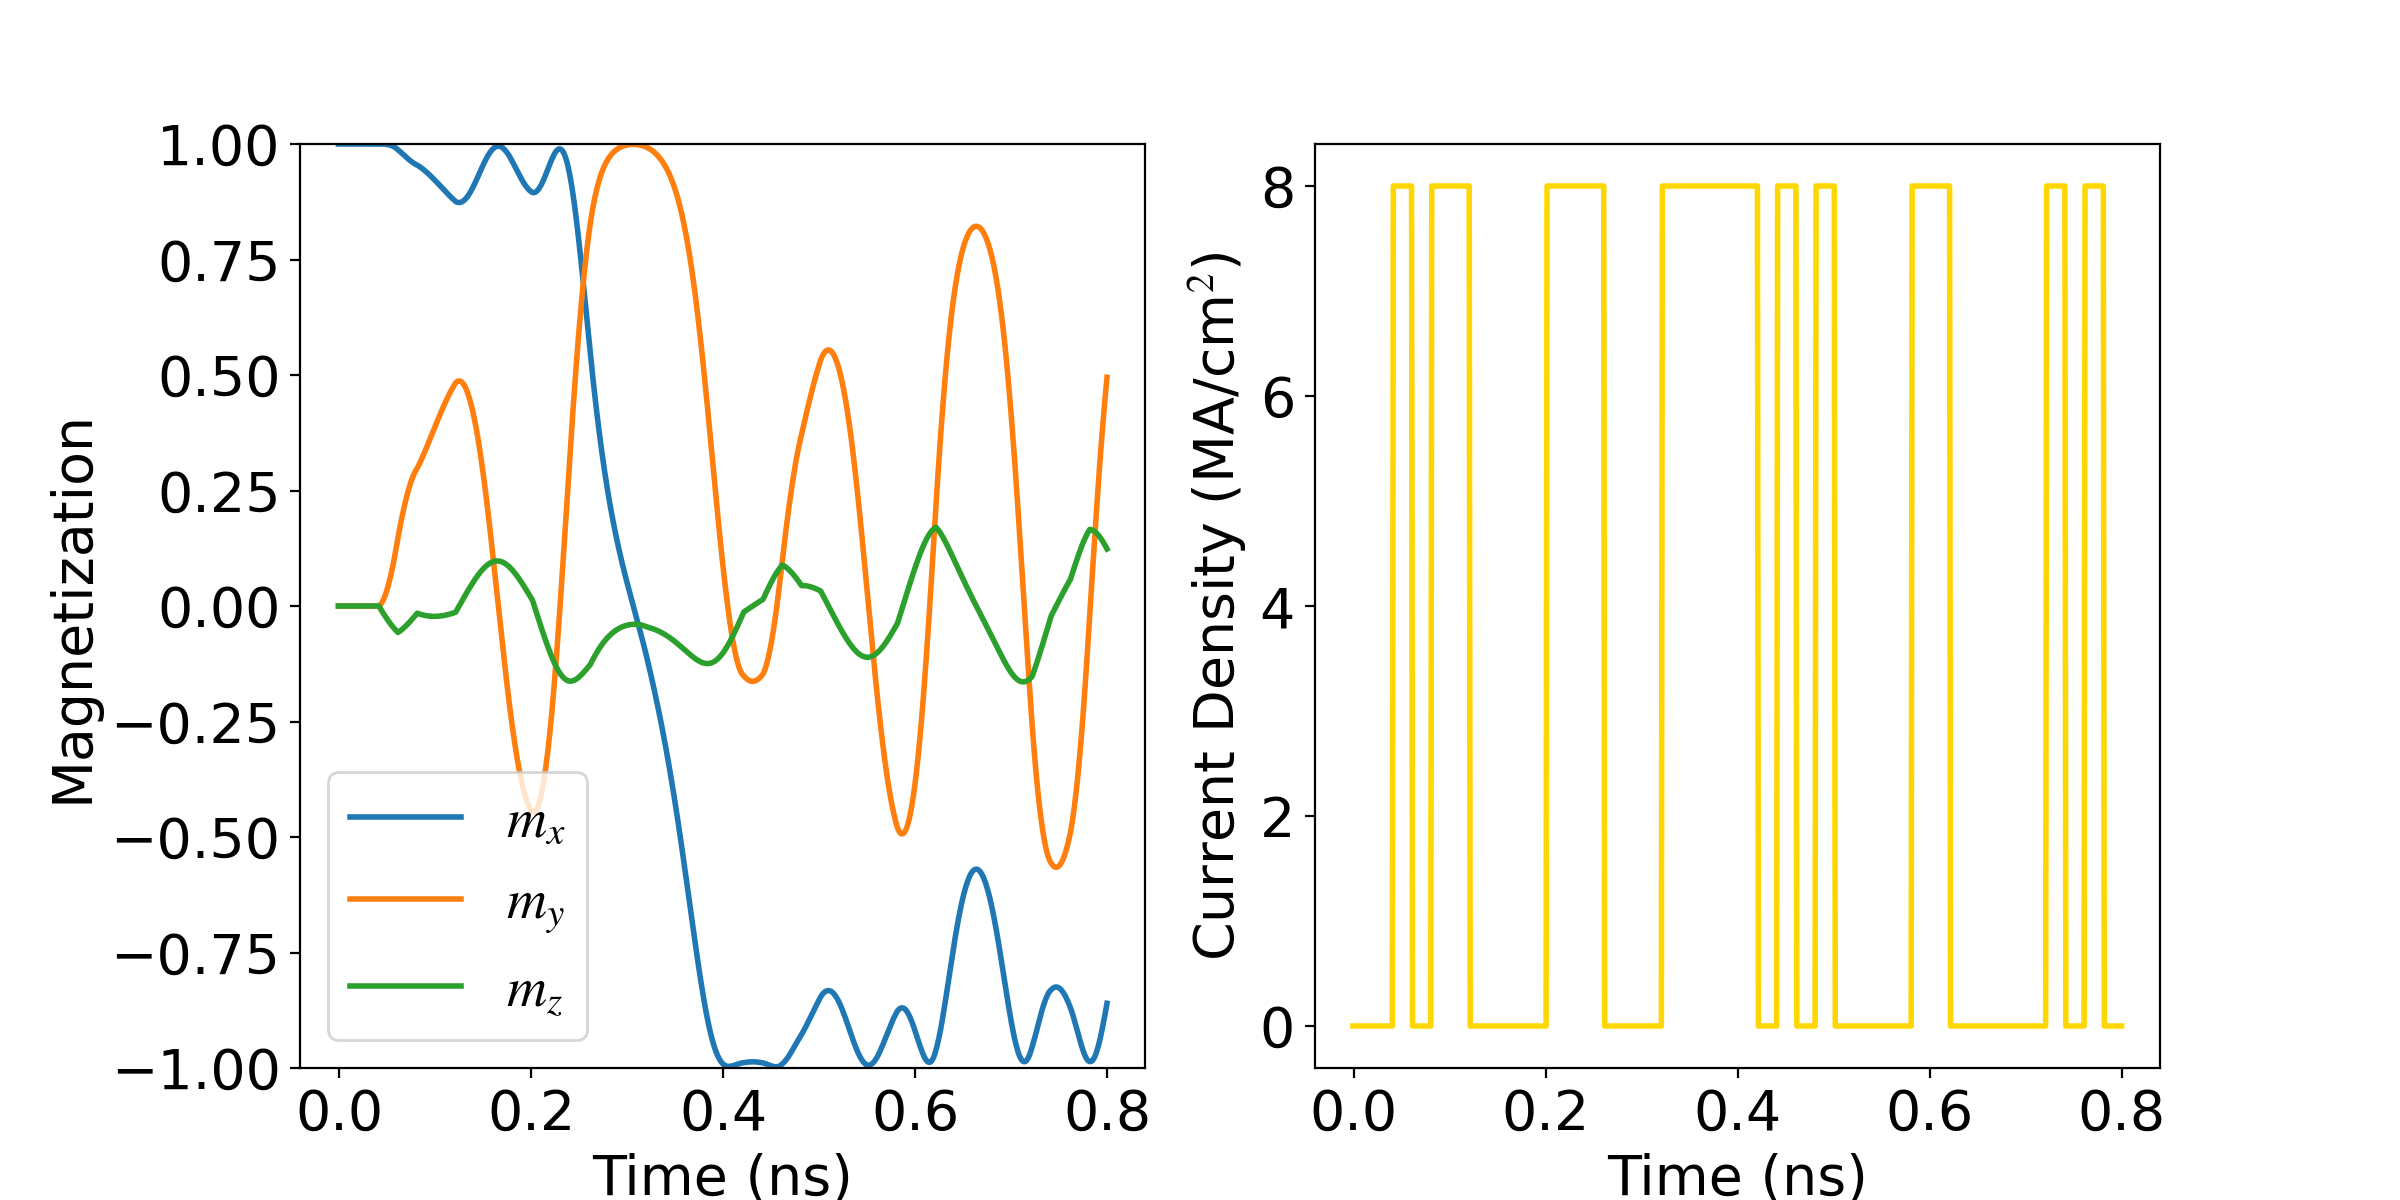 Magnetization
1.00
0.75
0.50
0.25
0.00
−0.25
−0.50
−0.75
−1.00
0.0 0.2 0.4 0.6 0.8
Time (ns)
m_x
m_y
m_z
Current Density (MA/cm²)
8
6
4
2
0
0.0 0.2 0.4 0.6 0.8
Time (ns)